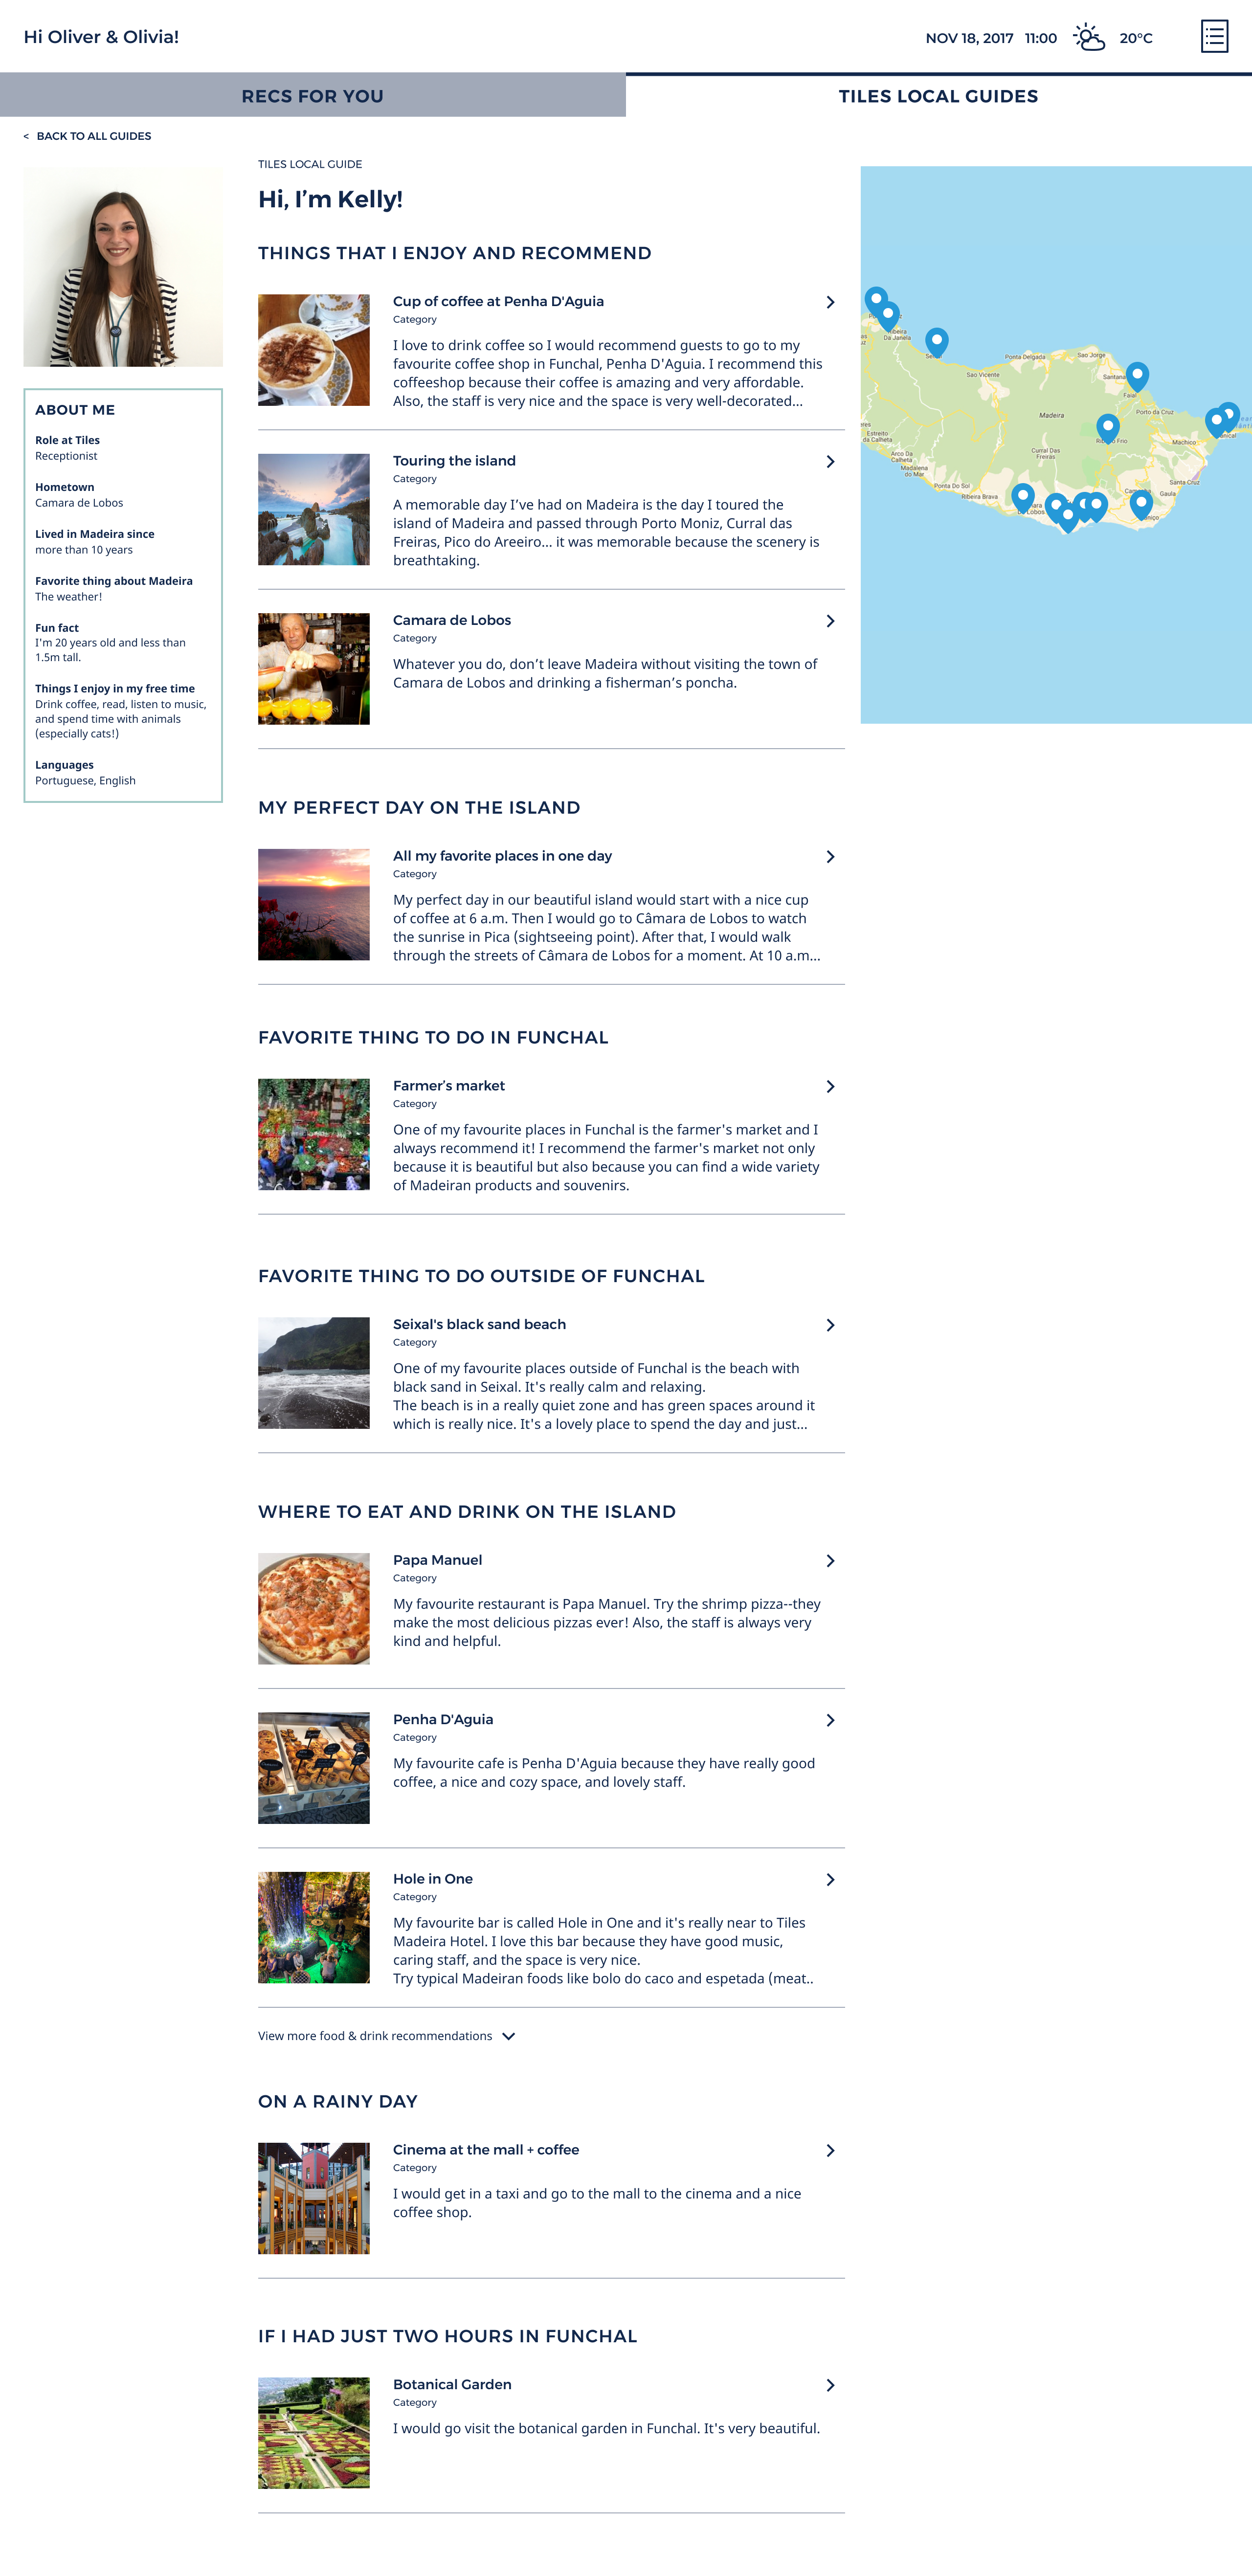 Hi Oliver & Olivia!
NOV 18, 2017 11:00 20°C
RECS FOR YOU
TILES LOCAL GUIDES
< BACK TO ALL GUIDES
TILES LOCAL GUIDE
Hi, I’m Kelly!
ABOUT ME
Role at Tiles
Receptionist
Hometown
Camara de Lobos
Lived in Madeira since
more than 10 years
Favorite thing about Madeira
The weather!
Fun fact
I'm 20 years old and less than
1.5m tall.
Things I enjoy in my free time
Drink coffee, read, listen to music,
and spend time with animals
(especially cats!)
Languages
Portuguese, English
THINGS THAT I ENJOY AND RECOMMEND
Cup of coffee at Penha D'Aguia
Category
I love to drink coffee so I would recommend guests to go to my
favourite coffee shop in Funchal, Penha D'Aguia. I recommend this
coffeeshop because their coffee is amazing and very affordable.
Also, the staff is very nice and the space is very well-decorated...
Touring the island
Category
A memorable day I’ve had on Madeira is the day I toured the
island of Madeira and passed through Porto Moniz, Curral das
Freiras, Pico do Areeiro... it was memorable because the scenery is
breathtaking.
Camara de Lobos
Category
Whatever you do, don’t leave Madeira without visiting the town of
Camara de Lobos and drinking a fisherman’s poncha.
MY PERFECT DAY ON THE ISLAND
All my favorite places in one day
Category
My perfect day in our beautiful island would start with a nice cup
of coffee at 6 a.m. Then I would go to Câmara de Lobos to watch
the sunrise in Pica (sightseeing point). After that, I would walk
through the streets of Câmara de Lobos for a moment. At 10 a.m...
FAVORITE THING TO DO IN FUNCHAL
Farmer’s market
Category
One of my favourite places in Funchal is the farmer's market and I
always recommend it! I recommend the farmer's market not only
because it is beautiful but also because you can find a wide variety
of Madeiran products and souvenirs.
FAVORITE THING TO DO OUTSIDE OF FUNCHAL
Seixal's black sand beach
Category
One of my favourite places outside of Funchal is the beach with
black sand in Seixal. It's really calm and relaxing.
The beach is in a really quiet zone and has green spaces around it
which is really nice. It's a lovely place to spend the day and just...
WHERE TO EAT AND DRINK ON THE ISLAND
Papa Manuel
Category
My favourite restaurant is Papa Manuel. Try the shrimp pizza--they
make the most delicious pizzas ever! Also, the staff is always very
kind and helpful.
Penha D'Aguia
Category
My favourite cafe is Penha D'Aguia because they have really good
coffee, a nice and cozy space, and lovely staff.
Hole in One
Category
My favourite bar is called Hole in One and it's really near to Tiles
Madeira Hotel. I love this bar because they have good music,
caring staff, and the space is very nice.
Try typical Madeiran foods like bolo do caco and espetada (meat..
View more food & drink recommendations
ON A RAINY DAY
Cinema at the mall + coffee
Category
I would get in a taxi and go to the mall to the cinema and a nice
coffee shop.
IF I HAD JUST TWO HOURS IN FUNCHAL
Botanical Garden
Category
I would go visit the botanical garden in Funchal. It's very beautiful.
Da Janela
Ponta Delgada
Sao Jorge
Sao Vicente
Santana
Faial
Porto da Cruz
Madeira
Machico
Estreito
da Calheta
Curral Das
Freiras
Arco Da
Calheta
Madalena
do Mar
Ponta Do Sol
Ribeira Brava
Santa Cruz
Gaula